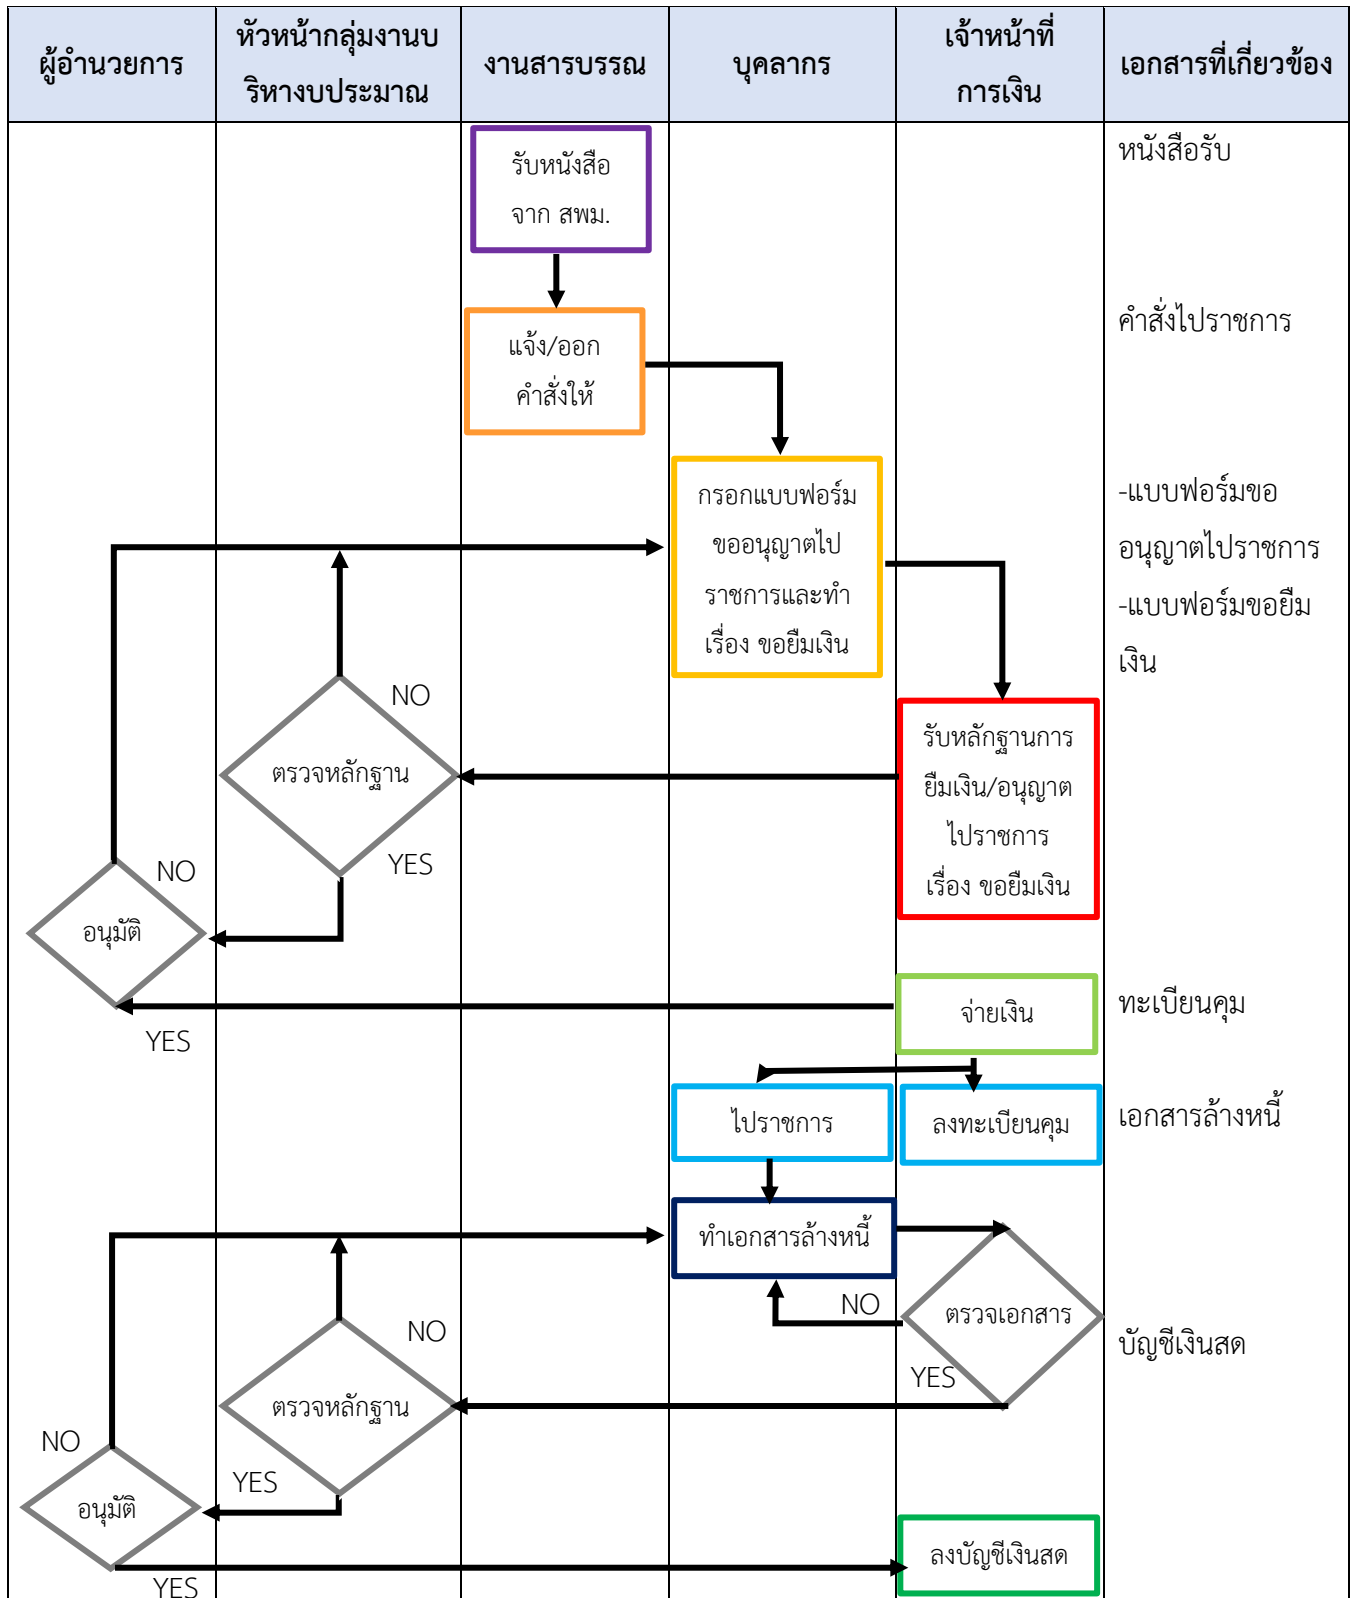 ผู้อำนวยการ
หัวหน้ากลุ่มงานบ
ริหางบประมาณ
งานสารบรรณ
บุคลากร
เจ้าหน้าที่
การเงิน
เอกสารที่เกี่ยวข้อง
รับหนังสือ
จาก สพม.
หนังสือรับ
แจ้ง/ออก
คำสั่งให้
คำสั่งไปราชการ
กรอกแบบฟอร์ม
ขออนุญาตไป
ราชการและทำ
เรื่อง ขอยืมเงิน
-แบบฟอร์มขอ
อนุญาตไปราชการ
-แบบฟอร์มขอยืม
เงิน
รับหลักฐานการ
ยืมเงิน/อนุญาต
ไปราชการ
เรื่อง ขอยืมเงิน
NO
ตรวจหลักฐาน
YES
NO
อนุมัติ
YES
จ่ายเงิน
ทะเบียนคุม
ไปราชการ
ลงทะเบียนคุม
เอกสารล้างหนี้
ทำเอกสารล้างหนี้
NO
ตรวจเอกสาร
YES
บัญชีเงินสด
NO
ตรวจหลักฐาน
YES
NO
อนุมัติ
YES
ลงบัญชีเงินสด